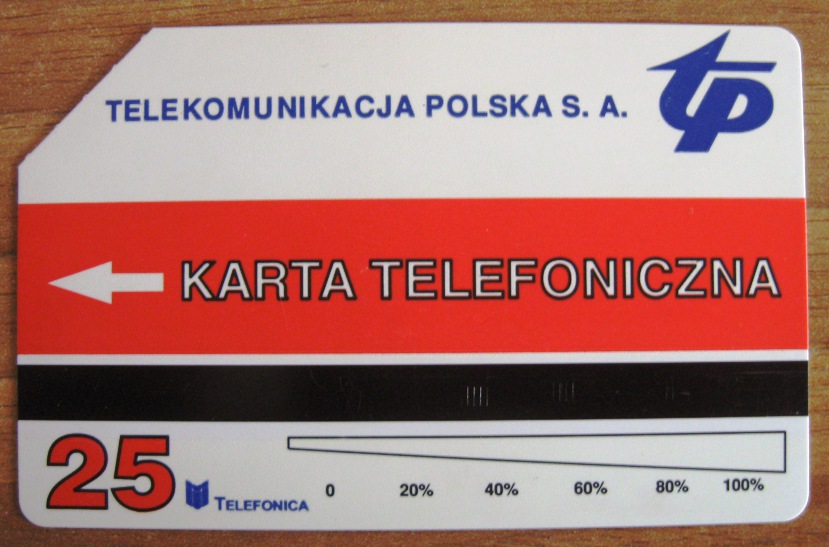 TELEKOMUNIKACJA POLSKA S. A.
tp
KARTA TELEFONICZNA
25
TELEFONICA
0 20% 40% 60% 80% 100%